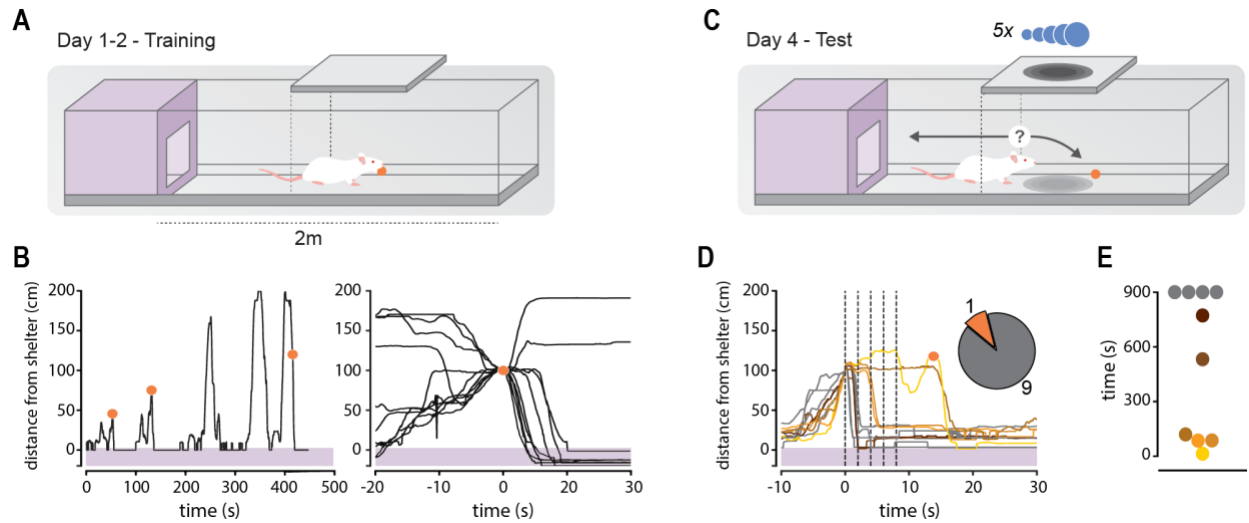 A
Day 1-2 - Training
2m
B
distance from shelter (cm)
200
150
100
50
0
0 100 200 300 400 500
time (s)
200
150
100
50
0
-20 -10 0 10 20 30
time (s)
C
Day 4 - Test
5x
?
D
distance from shelter (cm)
200
150
100
50
0
-10 0 10 20 30
time (s)
1
9
E
time (s)
900
600
300
0